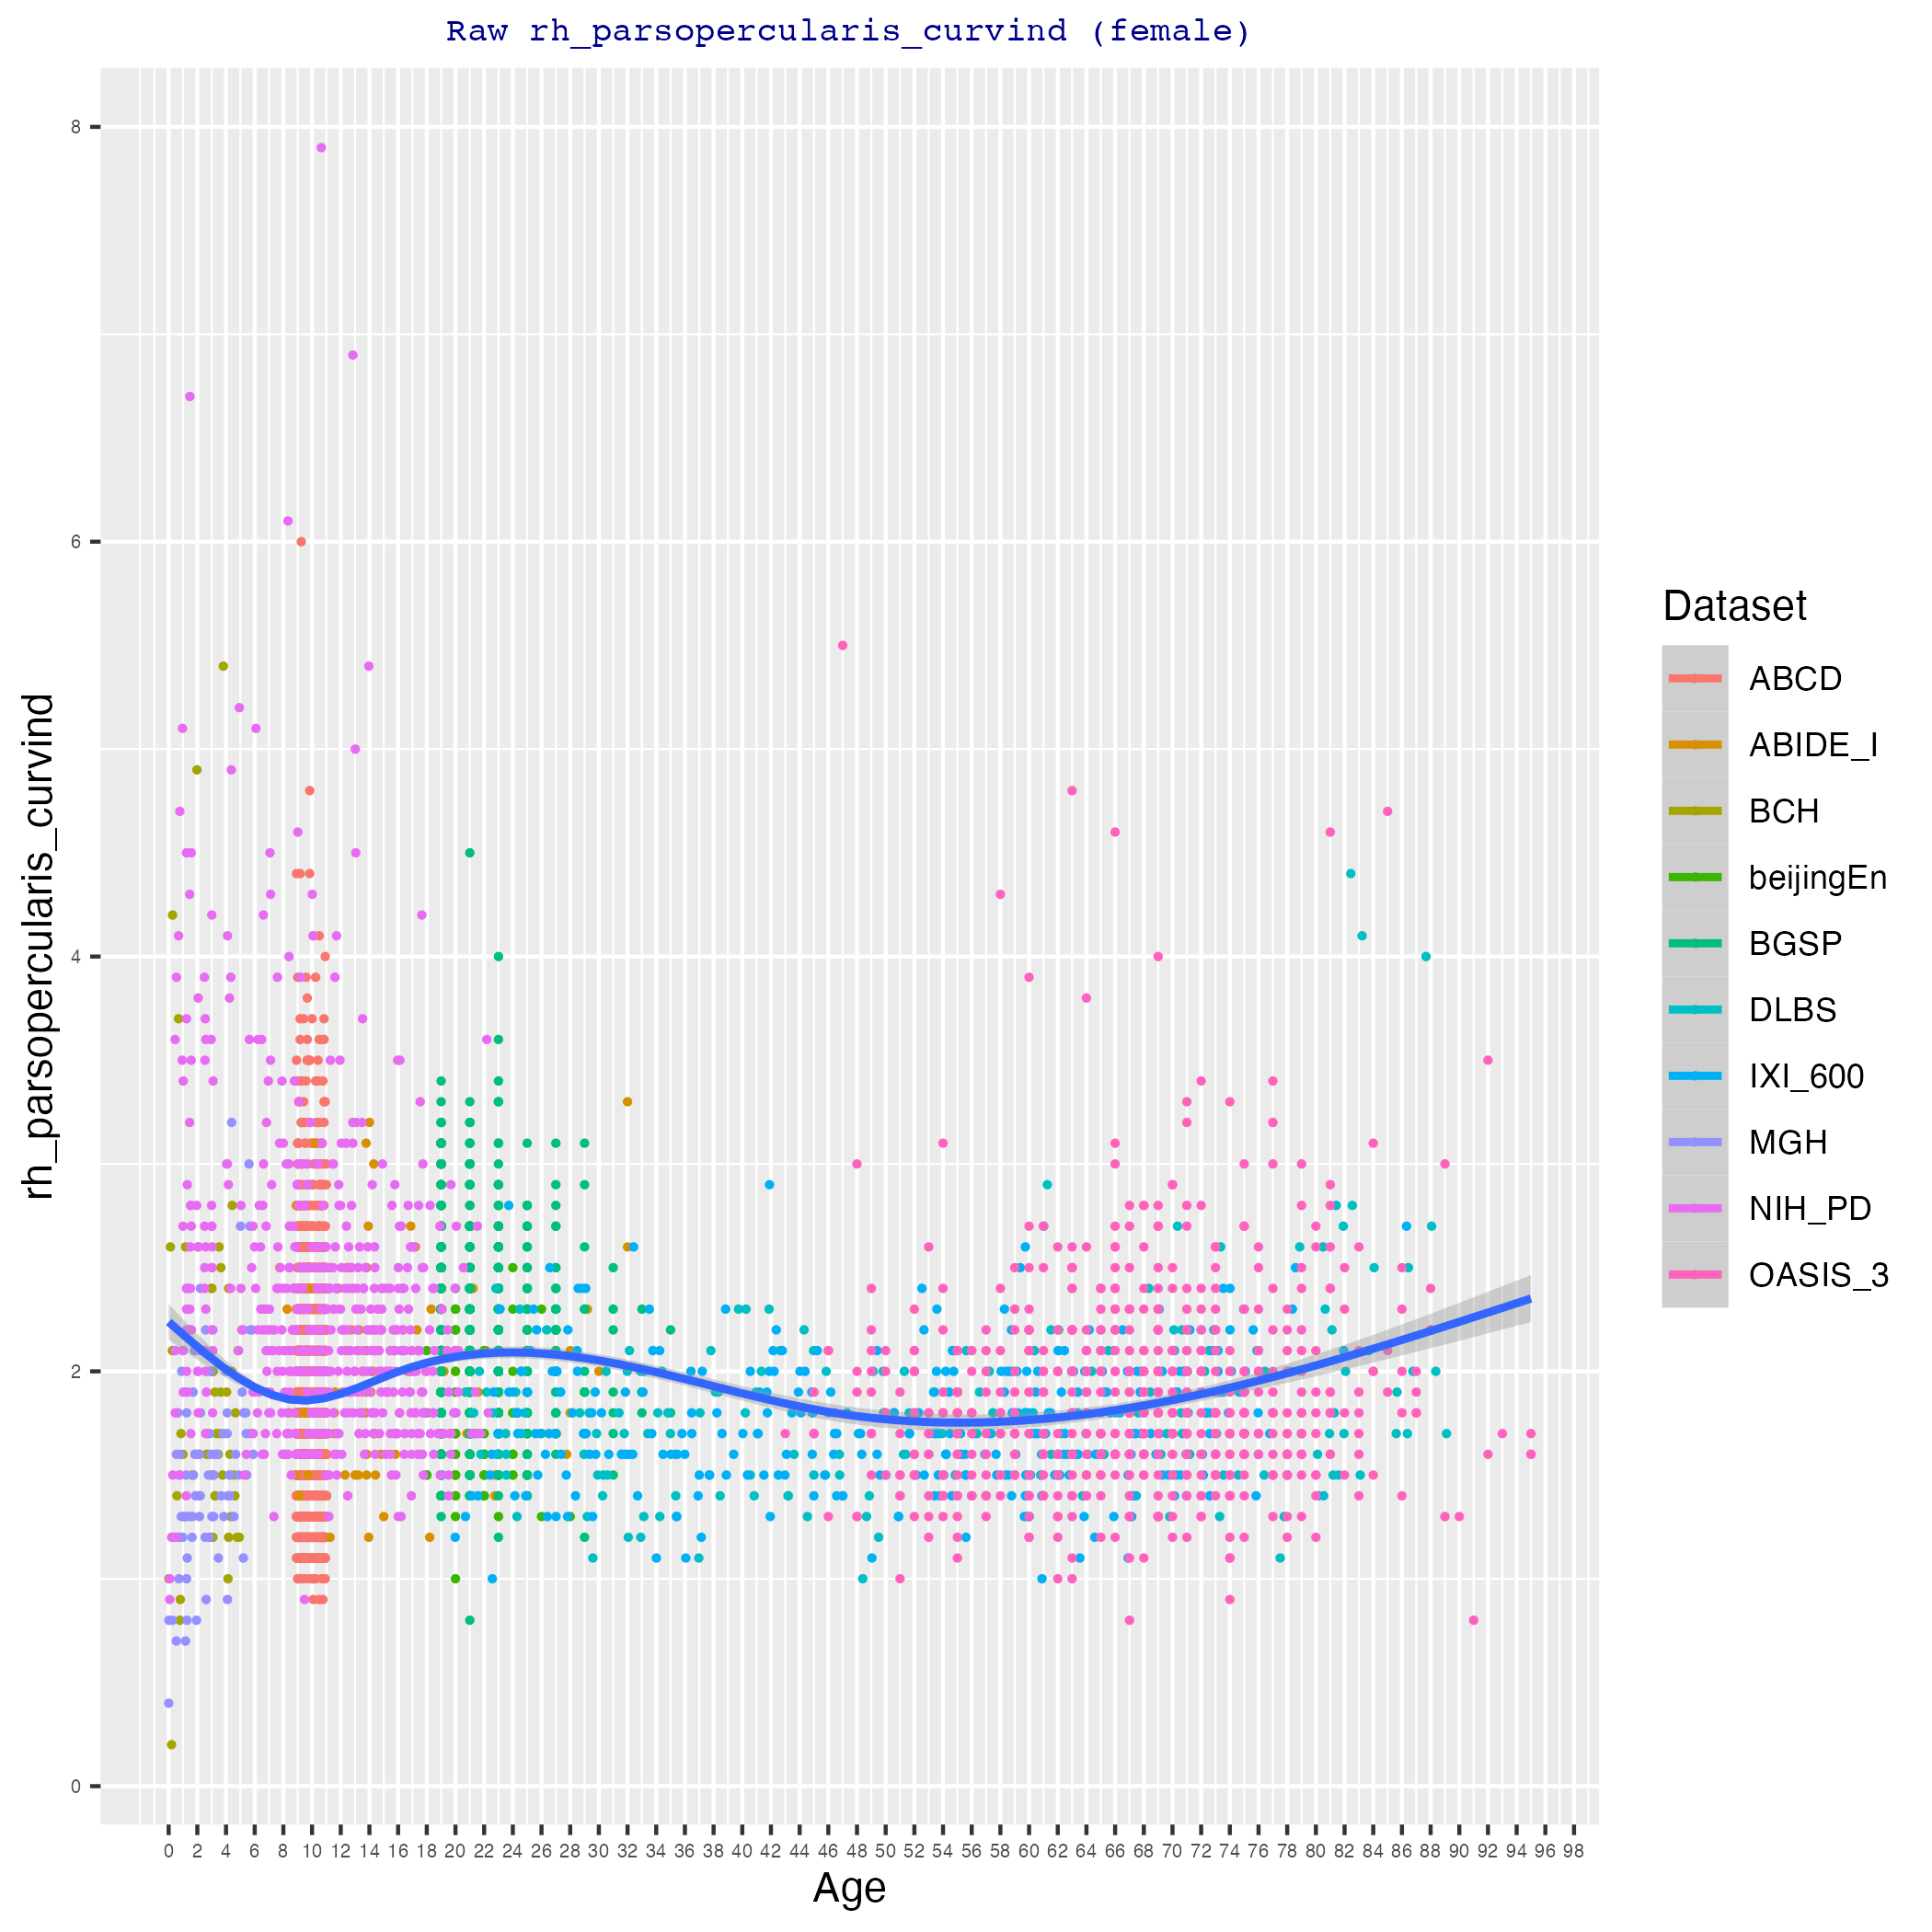 Raw rh_parsopercularis_curvind (female)
rh_parsopercularis_curvind
8
6
4
2
0
0 2 4 6 8 10 12 14 16 18 20 22 24 26 28 30 32 34 36 38 40 42 44 46 48 50 52 54 56 58 60 62 64 66 68 70 72 74 76 78 80 82 84 86 88 90 92 94 96 98
Age
Dataset
ABCD
ABIDE_I
BCH
beijingEn
BGSP
DLBS
IXI_600
MGH
NIH_PD
OASIS_3